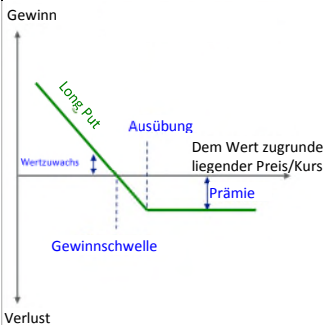 Gewinn
Long Put
Ausübung
Dem Wert zugrunde
liegender Preis/Kurs
Wertzuwachs
Prämie
Gewinnschwelle
Verlust